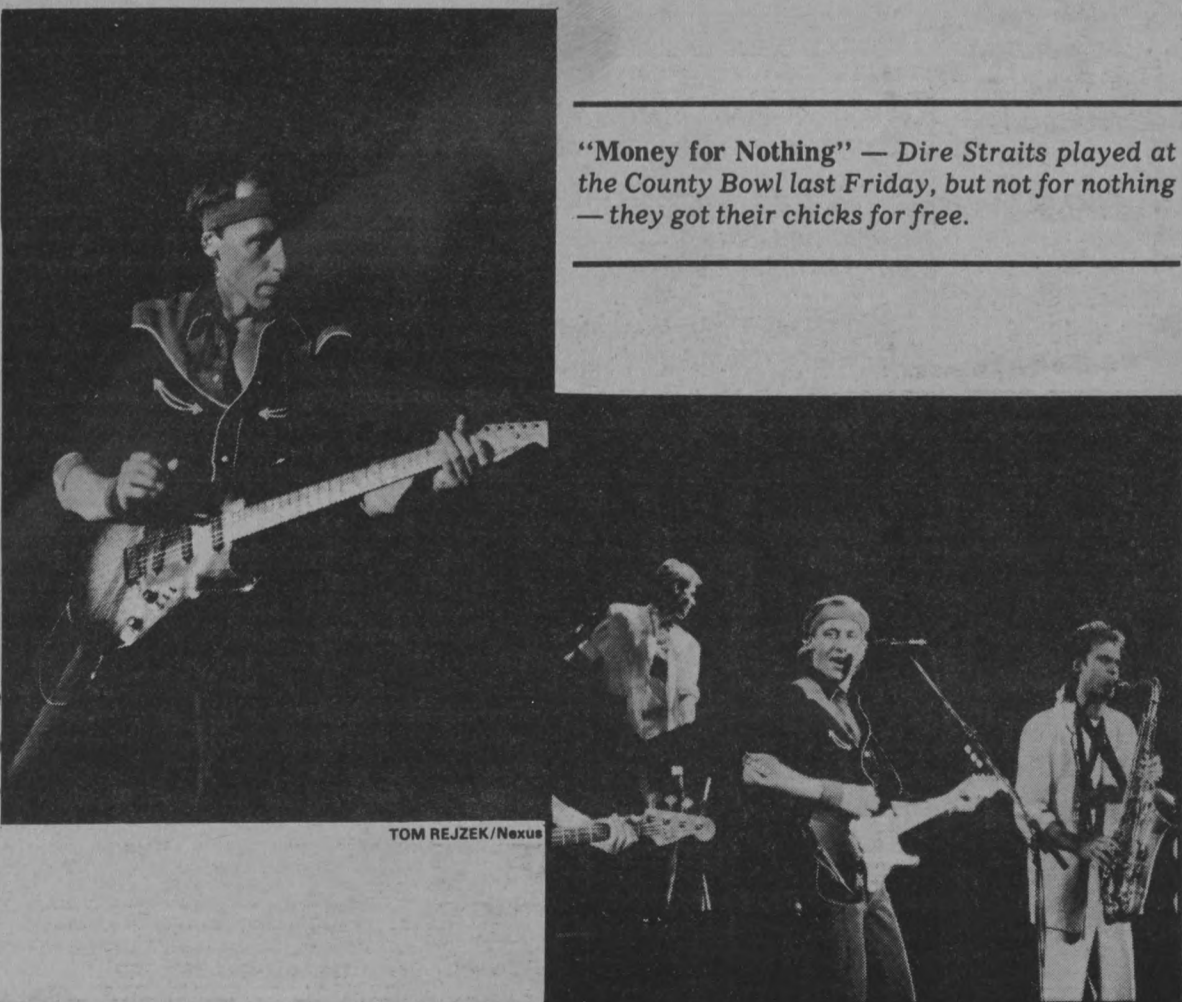 “Money for Nothing” — Dire Straits played at
the County Bowl last Friday, but not for nothing
— they got their chicks for free.
TOM REJZEK/Nexus